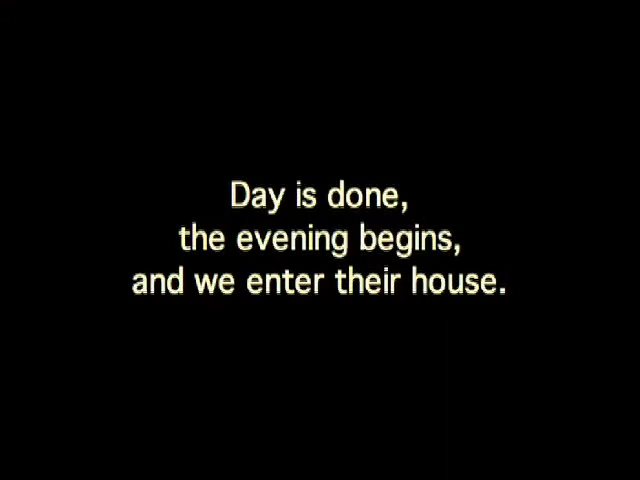 Day is done,
the evening begins,
and we enter their house.